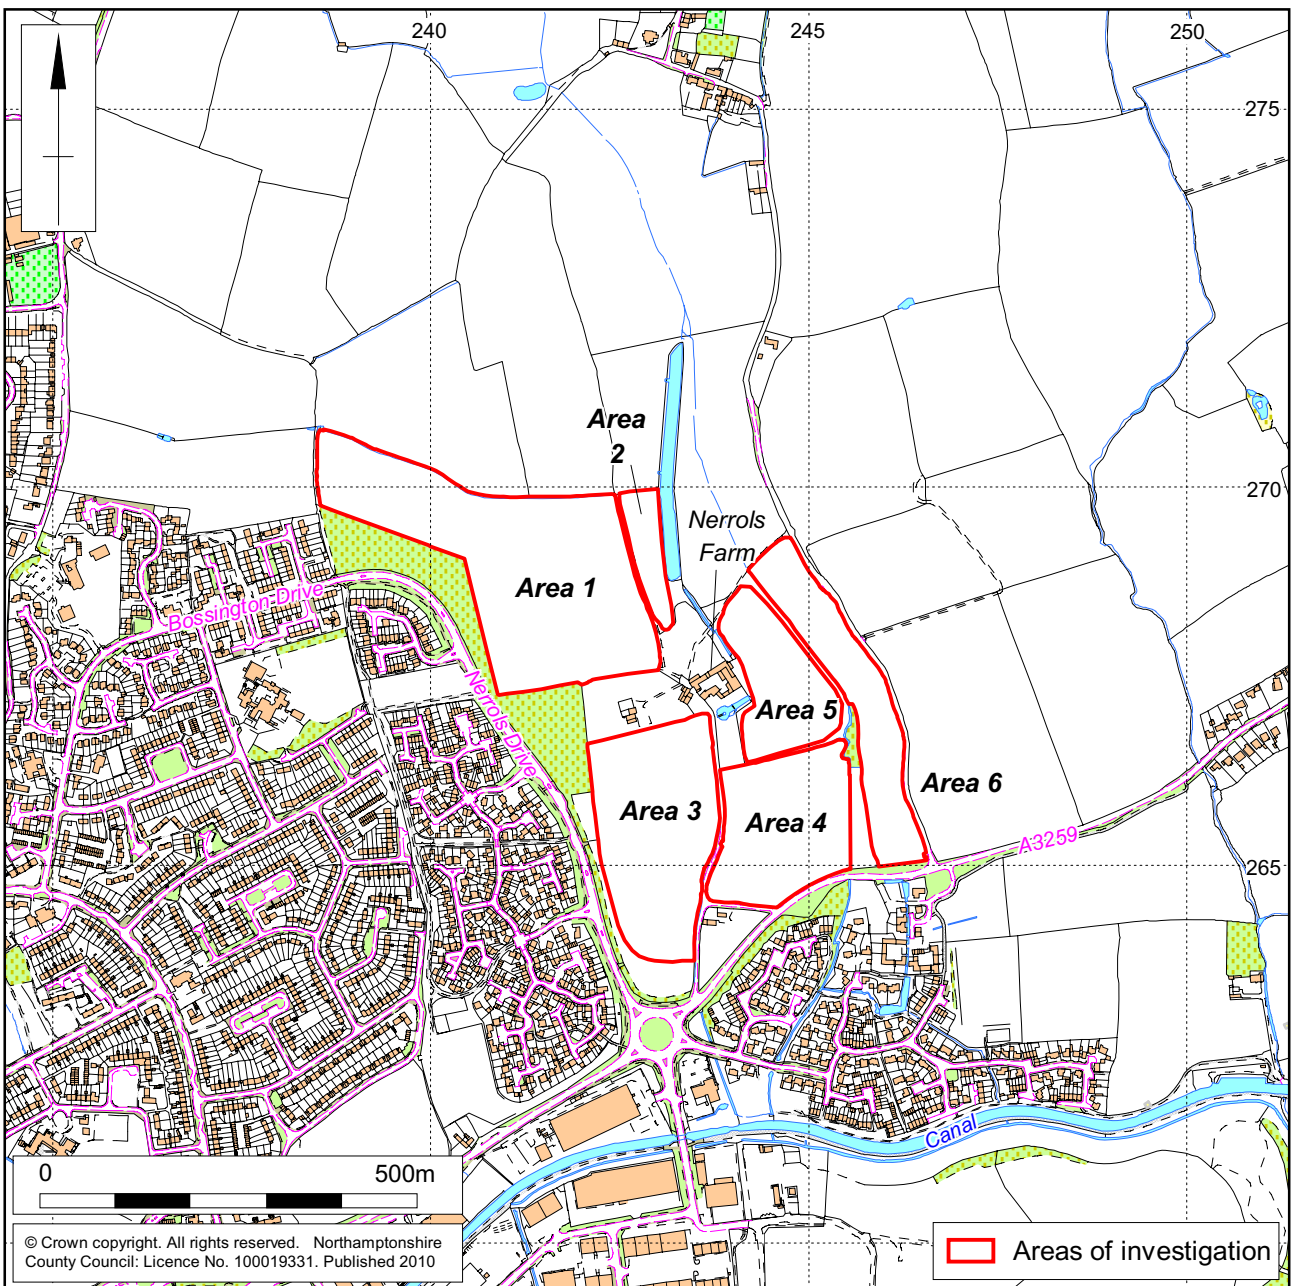 240
245
250
275
Area
2
270
Nerrols
Farm
Area 1
Bossington Drive
Nerrols Drive
Area 5
Area 6
Area 3
Area 4
A3259
265
Canal
0 500m
© Crown copyright. All rights reserved. Northamptonshire
County Council: Licence No. 100019331. Published 2010
Areas of investigation